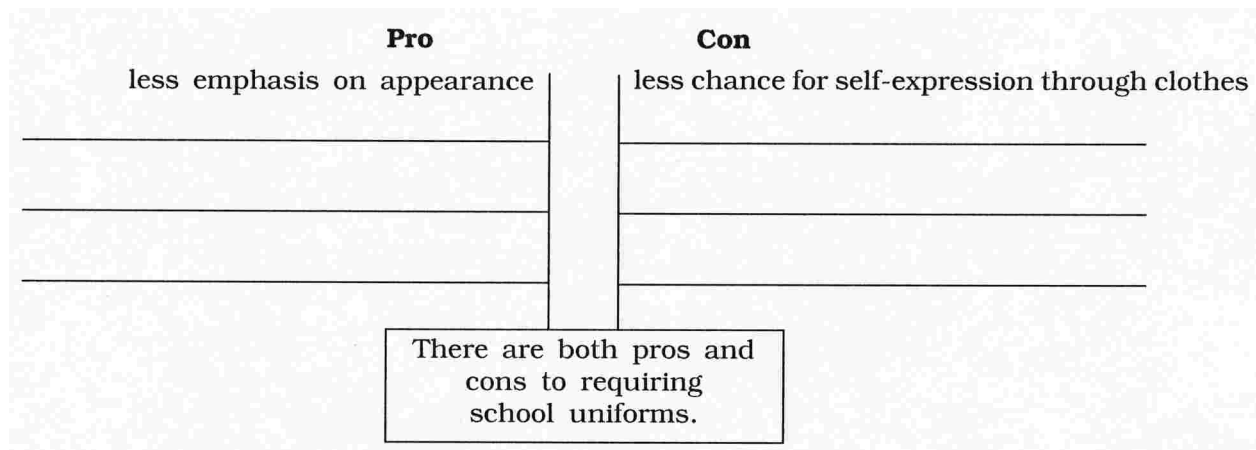 Pro
Con
less emphasis on appearance
less chance for self-expression through clothes
There are both pros and
cons to requiring
school uniforms.